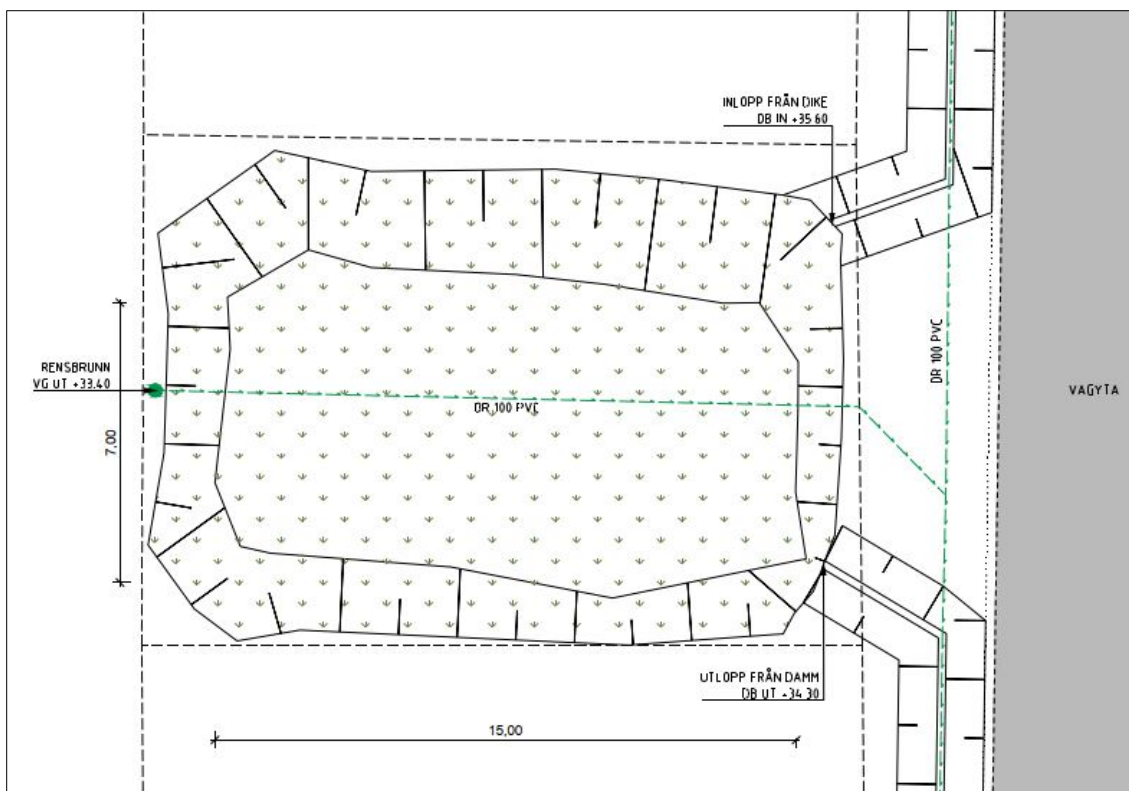 INLOPP FRÅN DIKE
DB IN +35.60
RENSBRUNN
VG UT +33.40
DR 100 PVC
DR 100 PVC
VÄGYTA
7,00
UTLOPP FRÅN DAMM
DB UT +34.30
15,00